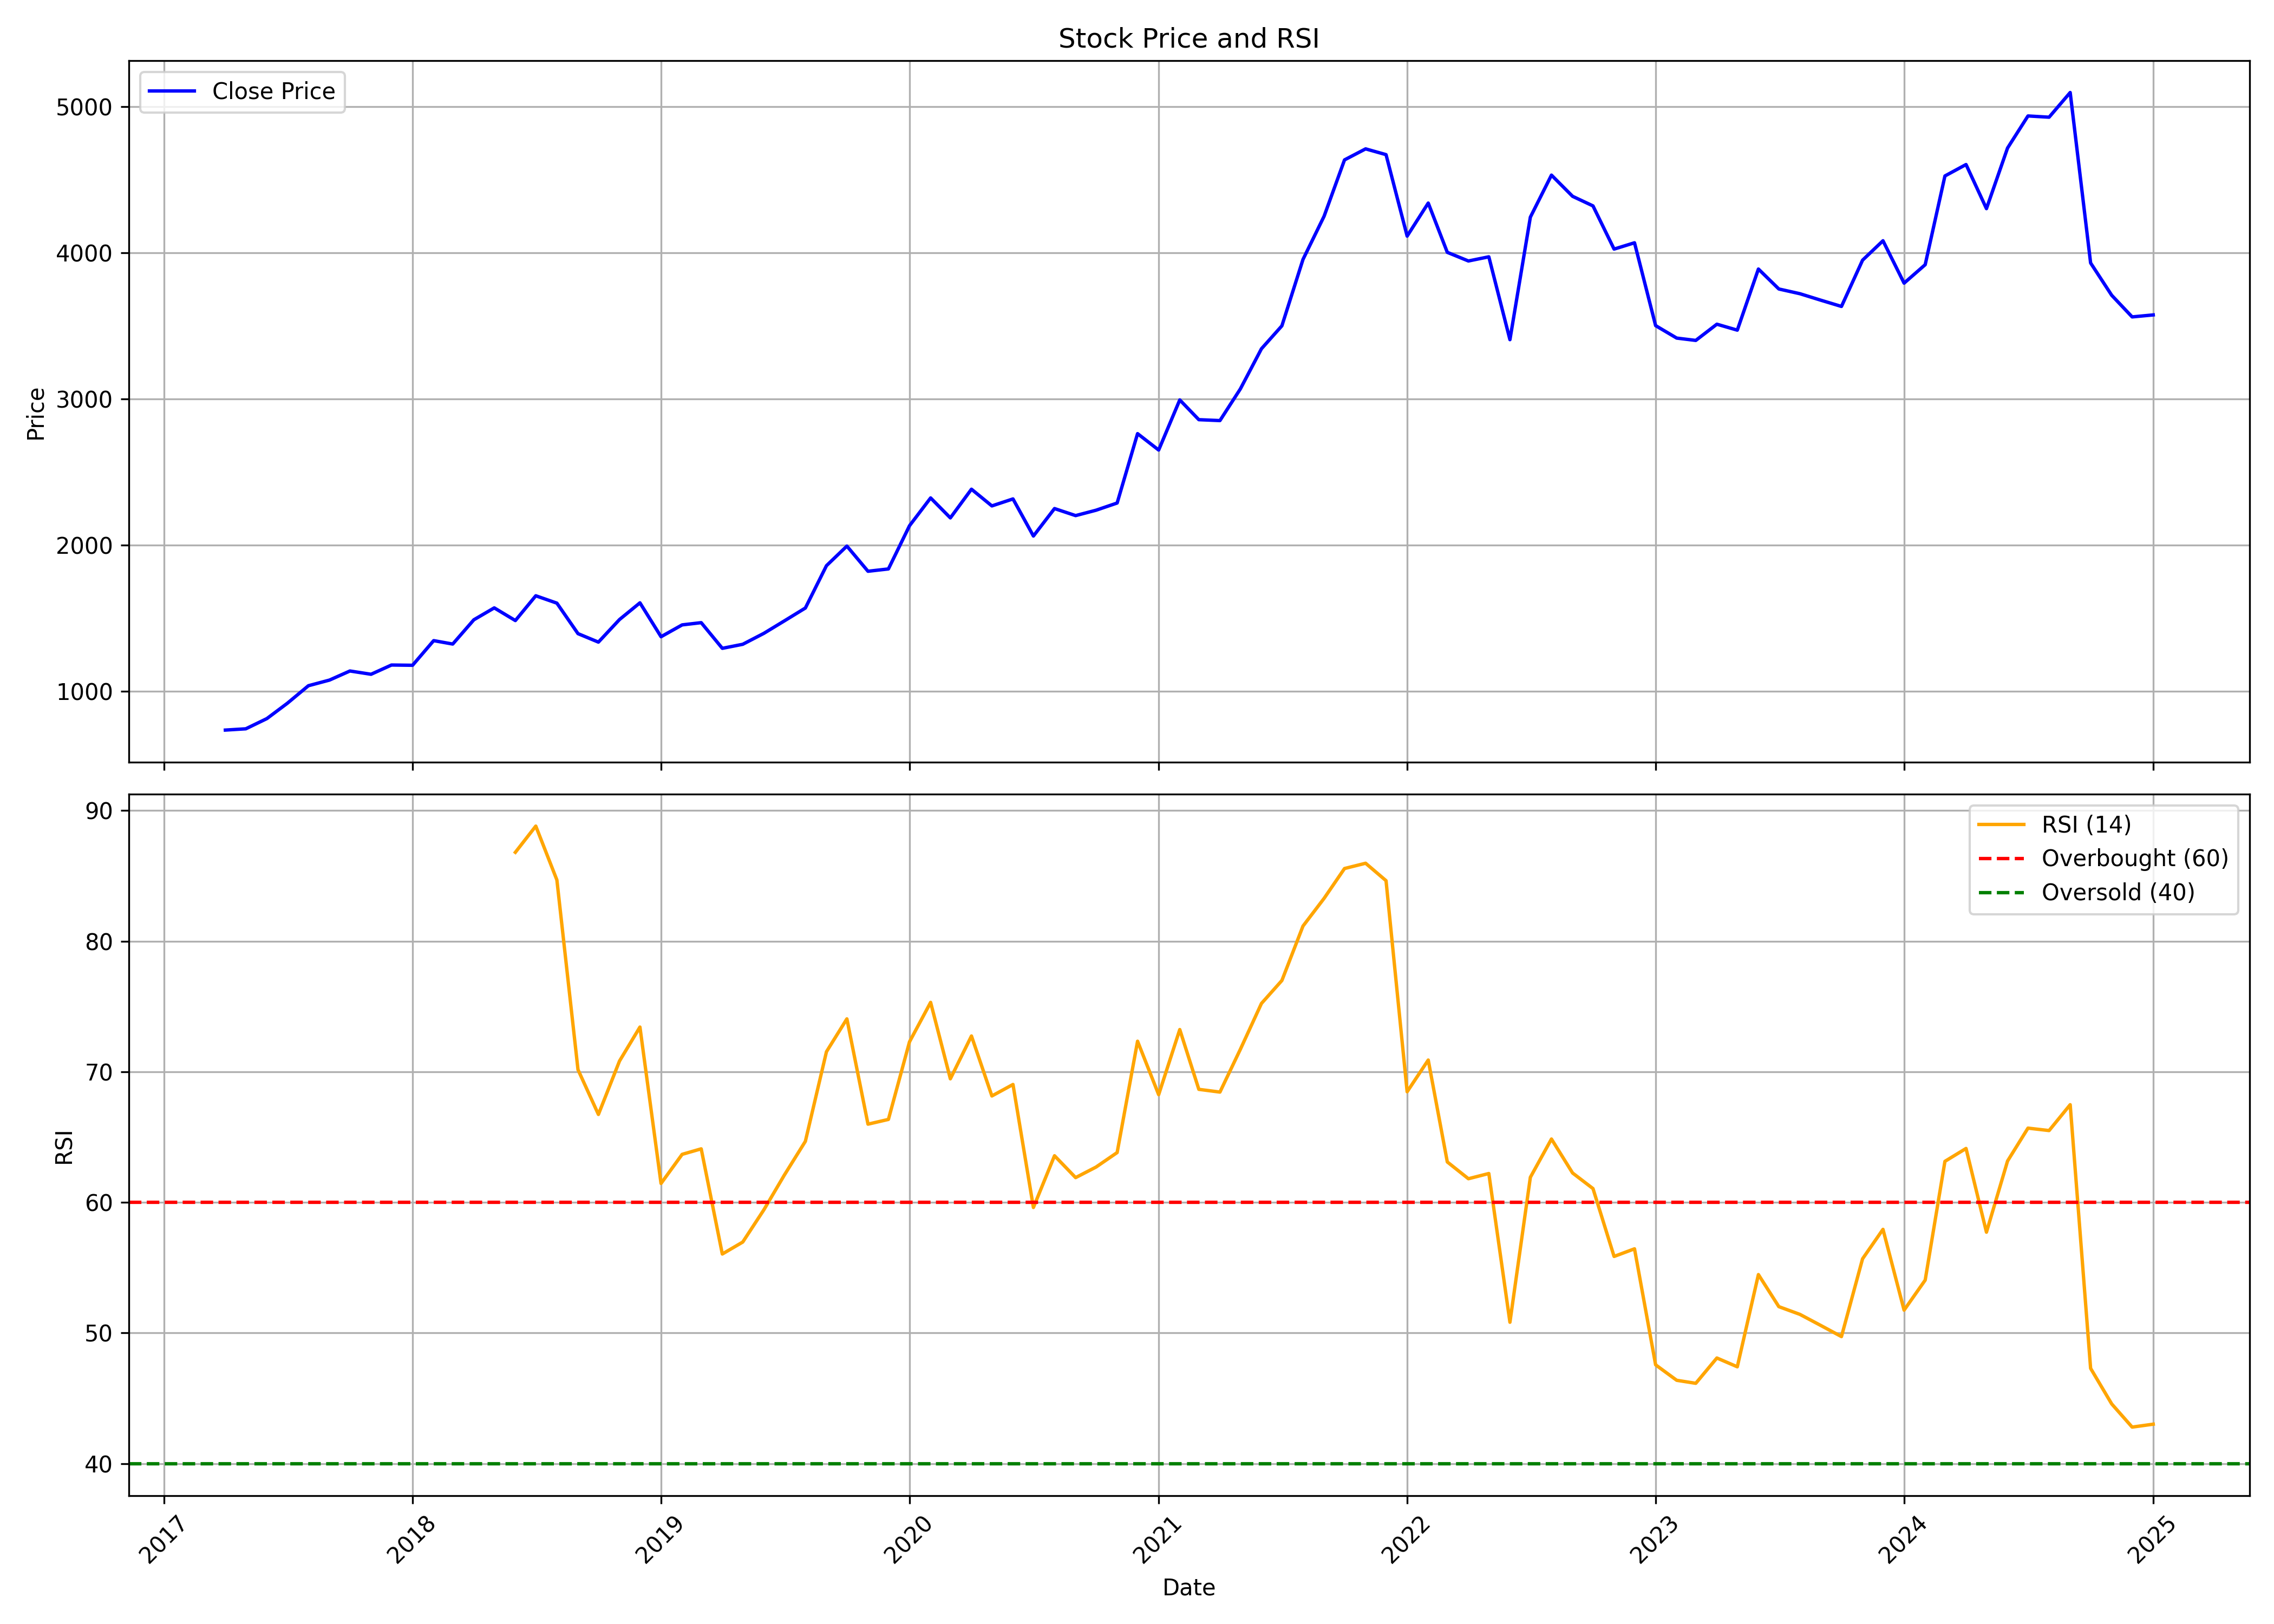 Stock Price and RSI
Close Price
Price
5000
4000
3000
2000
1000
RSI (14)
Overbought (60)
Oversold (40)
RSI
90
80
70
60
50
40
2017
2018
2019
2020
2021
2022
2023
2024
2025
Date